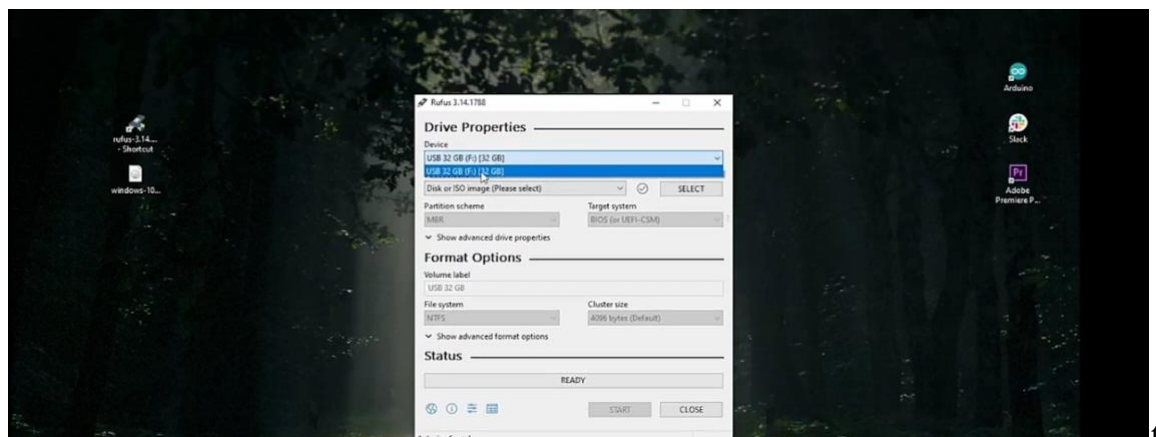 Arduino
rufus-3.14....
- Shortcut
Slack
windows-10...
Adobe
Premiere P...
Rufus 3.14.1788
Drive Properties
Device
USB 32 GB (F:) [32 GB]
USB 32 GB (F:) [32 GB]
Disk or ISO image (Please select)
SELECT
Partition scheme
Target system
MBR
BIOS (or UEFI-CSM)
?
Show advanced drive properties
Format Options
Volume label
USB 32 GB
File system
Cluster size
NTFS
4096 bytes (Default)
Show advanced format options
Status
READY
START
CLOSE